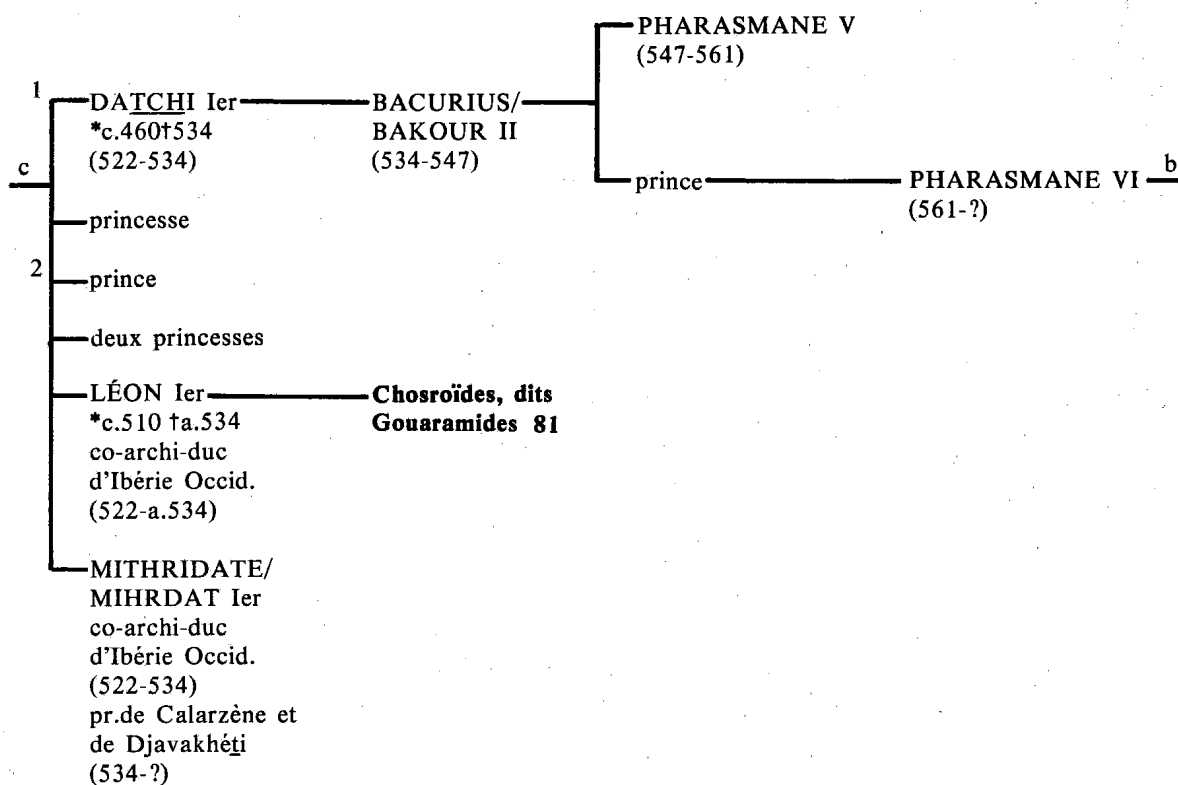 PHARASMANE V
(547-561)
1
DATCHI Ier
*c.460†534
(522-534)
BACURIUS/
BAKOUR II
(534-547)
c
prince
PHARASMANE VI
(561-?)
b
princesse
2
prince
deux princesses
LÉON Ier
*c.510 †a.534
co-archi-duc
d'Ibérie Occid.
(522-a.534)
Chosroïdes, dits
Gouaramides 81
MITHRIDATE/
MIHRDAT Ier
co-archi-duc
d'Ibérie Occid.
(522-534)
pr.de Calarzène et
de Djavakhéti
(534-?)